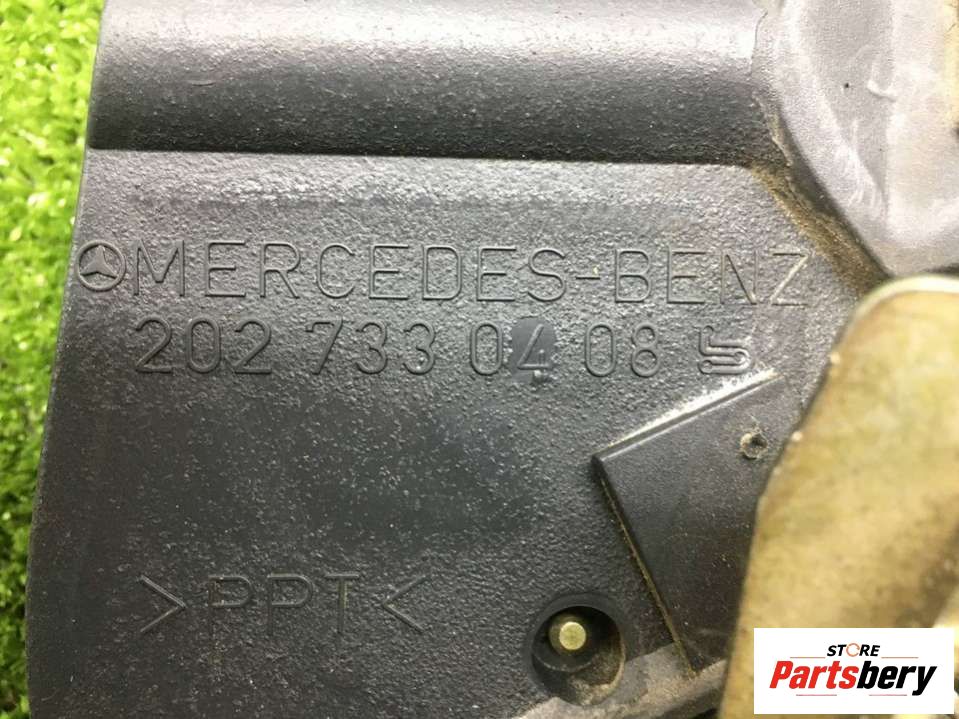 MERCEDES-BENZ
202 733 04 08
>PPT<
STORE
Partsbery